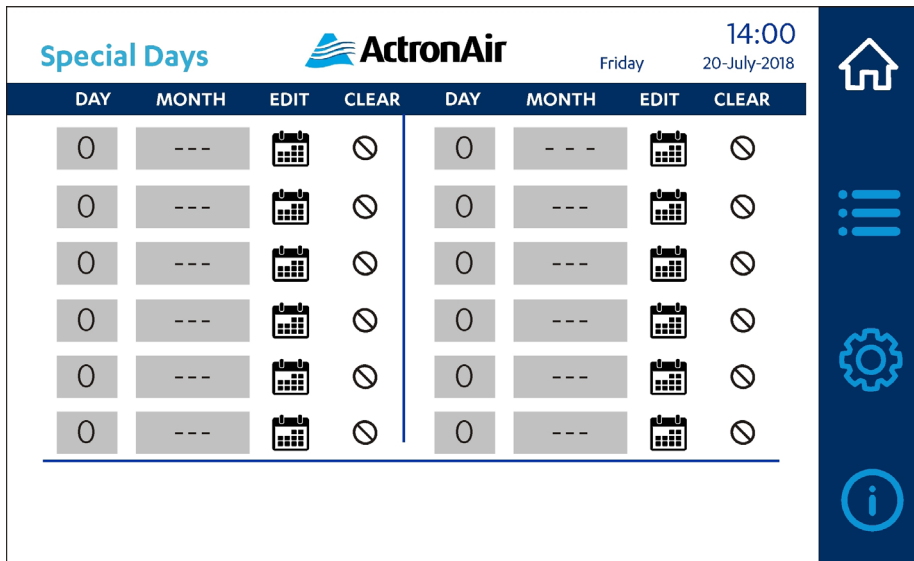 14:00
Special Days ActronAir Friday 20-July-2018
DAY MONTH EDIT CLEAR DAY MONTH EDIT CLEAR
0 --- 0 - - -
0 --- 0 ---
0 --- 0 ---
0 --- 0 ---
0 --- 0 ---
0 --- 0 ---
i